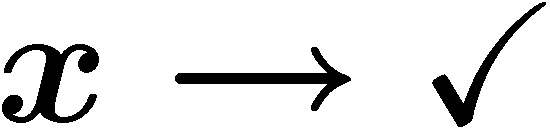 x ⟶ ✓